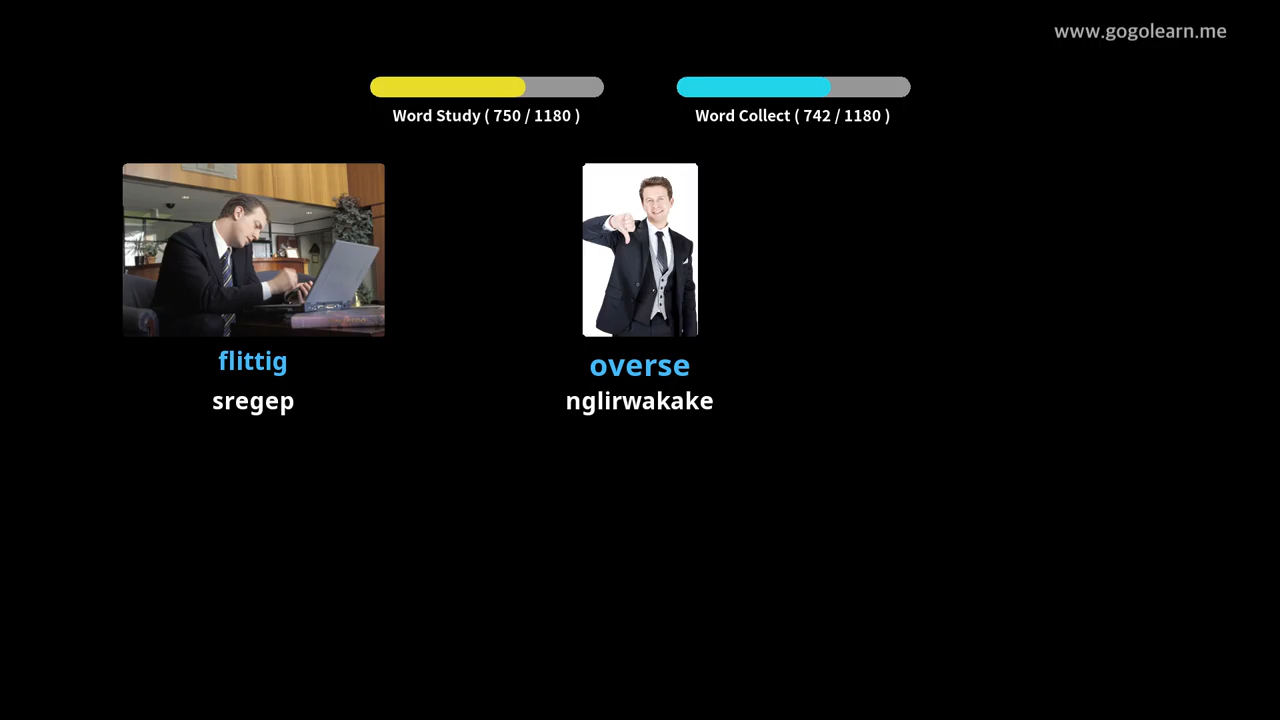 www.gogolearn.me
Word Study ( 750 / 1180 )
Word Collect ( 742 / 1180 )
flittig
sregep
overse
nglirwakake